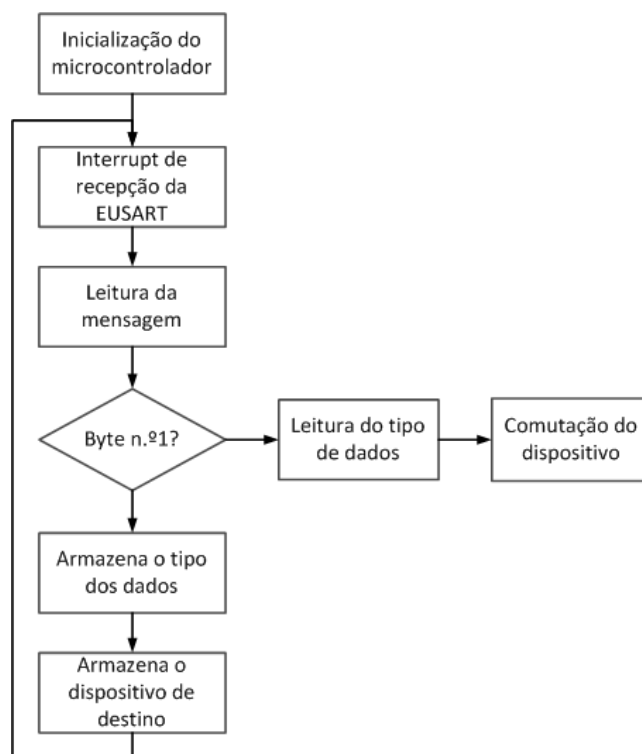 Inicialização do
microcontrolador
Interrupt de
recepção da
EUSART
Leitura da
mensagem
Byte n.º1?
Leitura do tipo
de dados
Comutação do
dispositivo
Armazena o tipo
dos dados
Armazena o
dispositivo de
destino